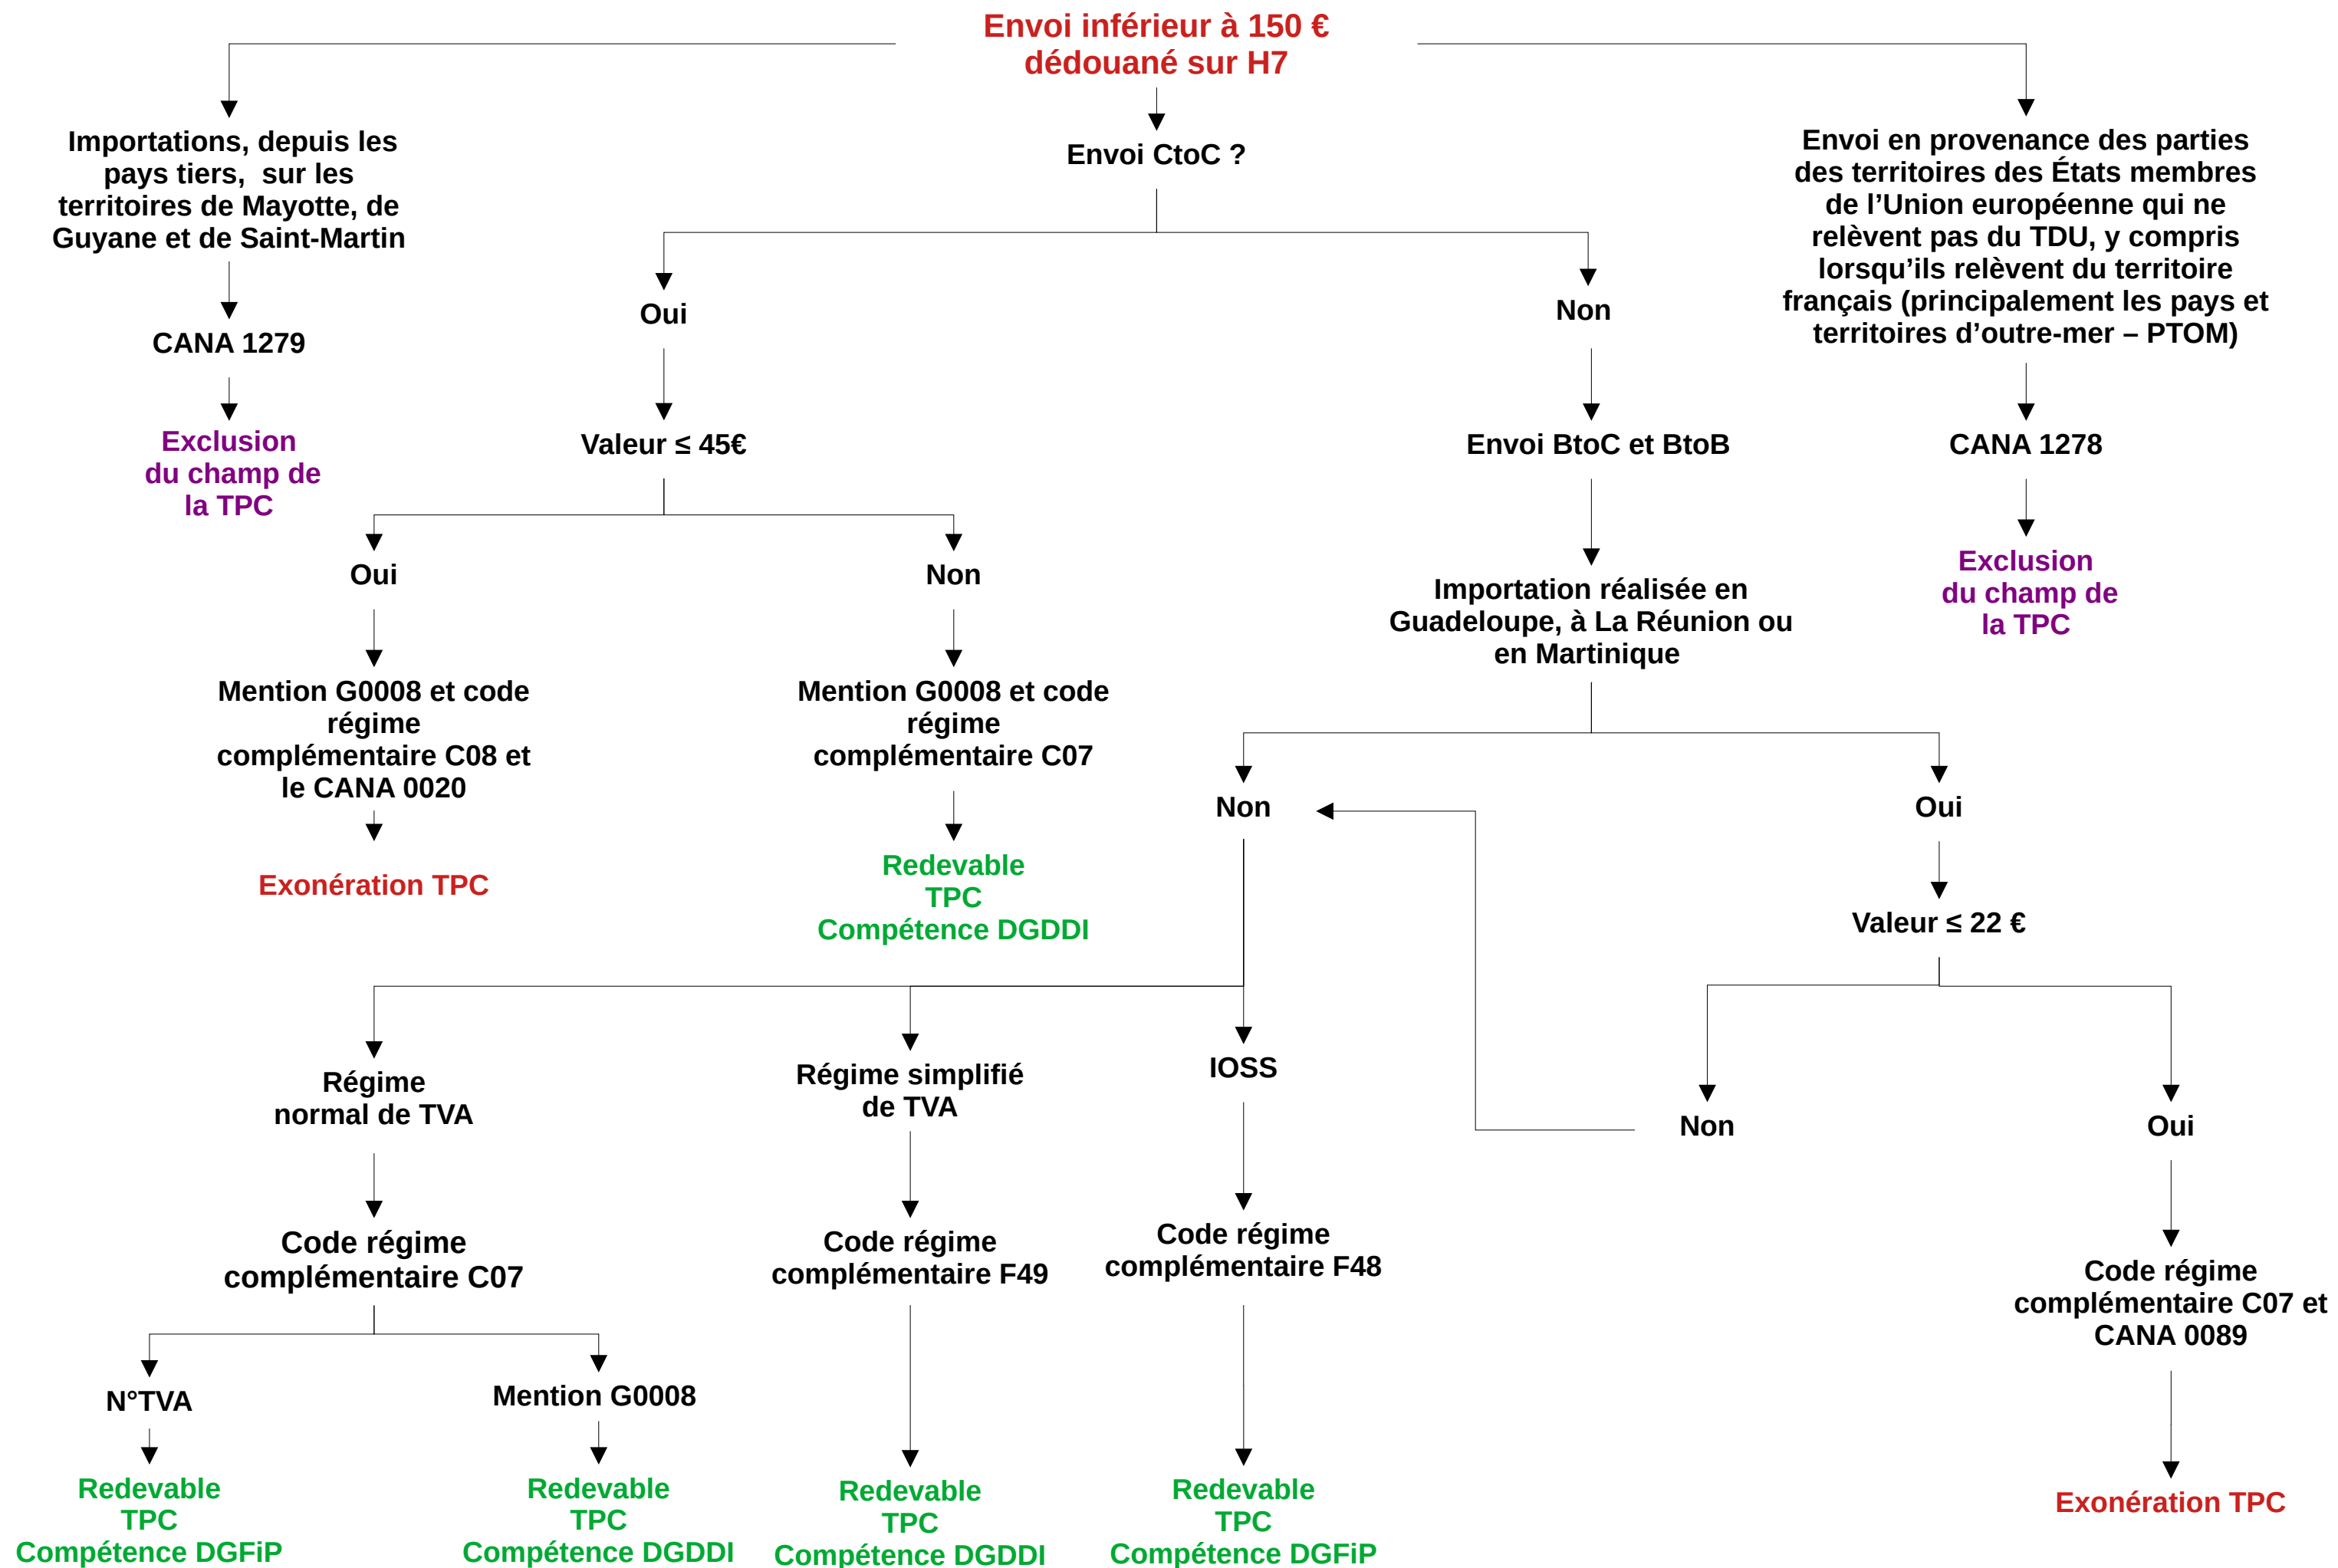 Envoi inférieur à 150 €
dédouané sur H7
Importations, depuis les
pays tiers,  sur les
territoires de Mayotte, de
Guyane et de Saint-Martin
CANA 1279
Exclusion
du champ de
la TPC
Envoi CtoC ?
Oui
Valeur ≤ 45€
Oui
Mention G0008 et code
régime
complémentaire C08 et
le CANA 0020
Exonération TPC
Non
Mention G0008 et code
régime
complémentaire C07
Redevable
TPC
Compétence DGDDI
Non
Envoi BtoC et BtoB
Importation réalisée en
Guadeloupe, à La Réunion ou
en Martinique
Non
Régime
normal de TVA
Code régime
complémentaire C07
N°TVA
Redevable
TPC
Compétence DGFiP
Mention G0008
Redevable
TPC
Compétence DGDDI
Régime simplifié
de TVA
Code régime
complémentaire F49
Redevable
TPC
Compétence DGDDI
IOSS
Code régime
complémentaire F48
Redevable
TPC
Compétence DGFiP
Oui
Valeur ≤ 22 €
Non
Oui
Code régime
complémentaire C07 et
CANA 0089
Exonération TPC
Envoi en provenance des parties
des territoires des États membres
de l’Union européenne qui ne
relèvent pas du TDU, y compris
lorsqu’ils relèvent du territoire
français (principalement les pays et
territoires d’outre-mer – PTOM)
CANA 1278
Exclusion
du champ de
la TPC